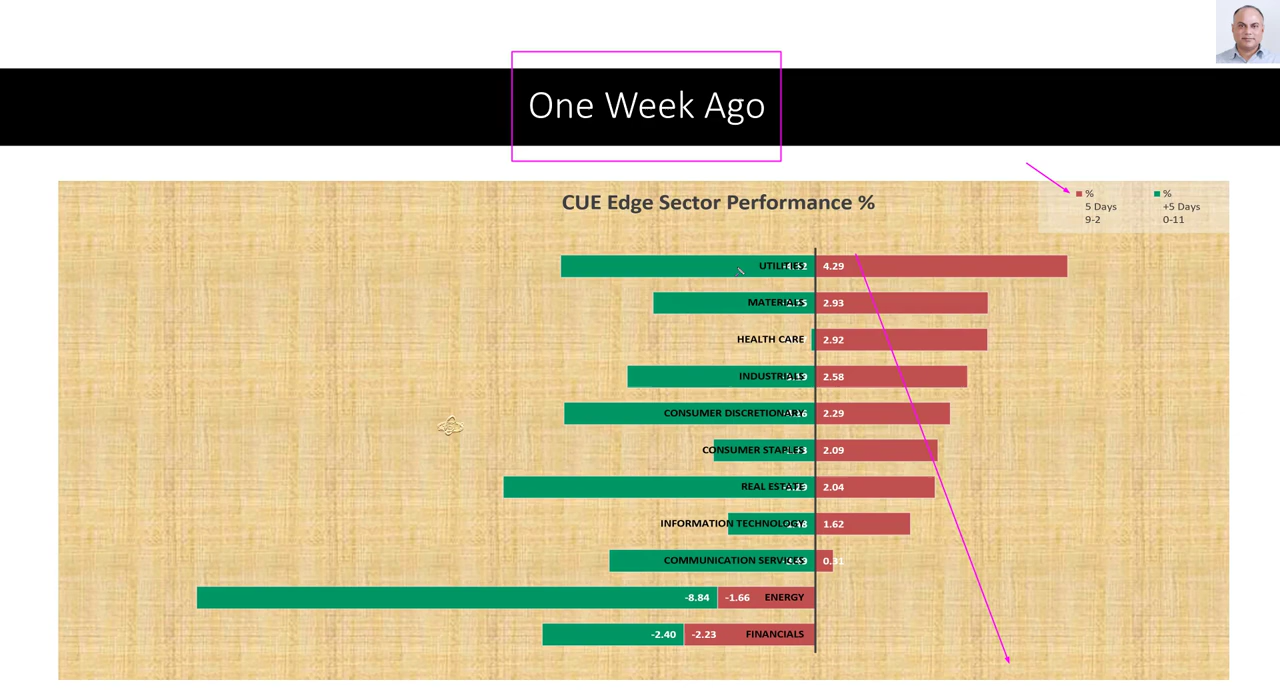 One Week Ago
CUE Edge Sector Performance %
%
5 Days
9-2
%
+5 Days
0-11
UTILITIES 4.29
MATERIALS 2.93
HEALTH CARE 2.92
INDUSTRIALS 2.58
CONSUMER DISCRETIONARY 2.29
CONSUMER STAPLES 2.09
REAL ESTATE 2.04
INFORMATION TECHNOLOGY 1.62
COMMUNICATION SERVICES 0.31
-8.84 -1.66 ENERGY
-2.40 -2.23 FINANCIALS